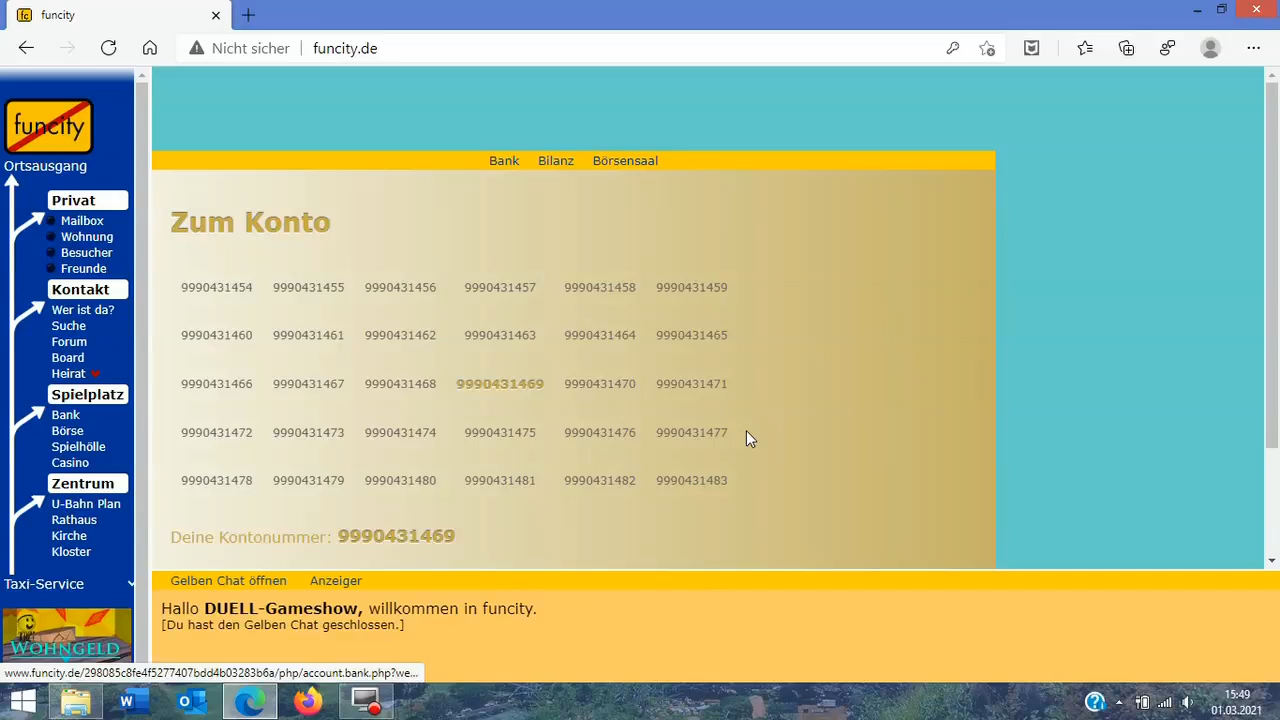 funcity
Nicht sicher
funcity.de
funcity
Ortsausgang
Privat
Mailbox
Wohnung
Besucher
Freunde
Kontakt
Wer ist da?
Suche
Forum
Board
Heirat
Spielplatz
Bank
Börse
Spielhölle
Casino
Zentrum
U-Bahn Plan
Rathaus
Kirche
Kloster
Taxi-Service
WOHNGELD
Bank Bilanz Börsensaal
Zum Konto
9990431454 9990431455 9990431456 9990431457 9990431458 9990431459
9990431460 9990431461 9990431462 9990431463 9990431464 9990431465
9990431466 9990431467 9990431468 9990431469 9990431470 9990431471
9990431472 9990431473 9990431474 9990431475 9990431476 9990431477
9990431478 9990431479 9990431480 9990431481 9990431482 9990431483
Deine Kontonummer: 9990431469
Gelben Chat öffnen Anzeiger
Hallo DUELL-Gameshow, willkommen in funcity.
[Du hast den Gelben Chat geschlossen.]
www.funcity.de/298085c8fe4f5277407bdd4b03283b6a/php/account.bank.php?we...
15:49
01.03.2021